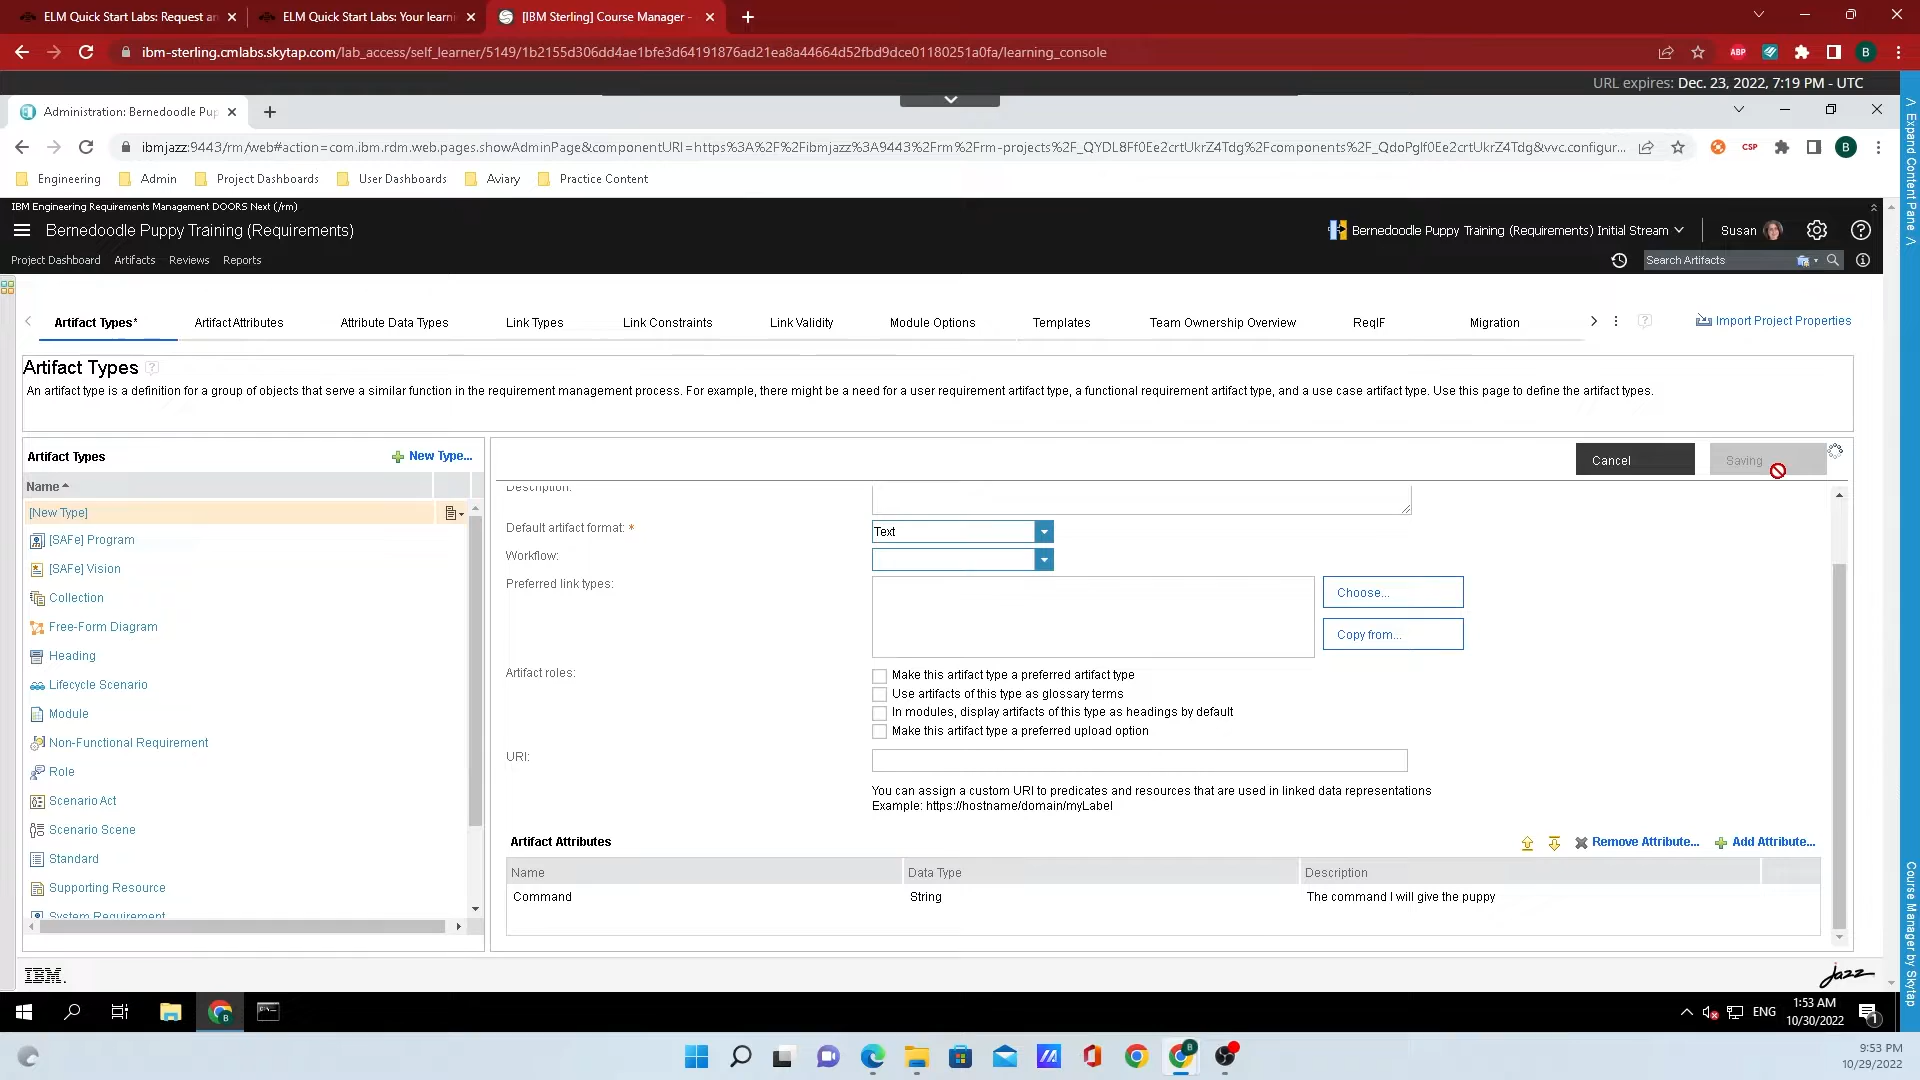 ELM Quick Start Labs: Request an
ELM Quick Start Labs: Your learni
[IBM Sterling] Course Manager -
ibm-sterling.cmlabs.skytap.com/lab_access/self_learner/5149/1b2155d306dd4ae1bfe3d64191876ad21ea8a44664d52fbd9dce01180251a0fa/learning_console
ABP
B
URL expires: Dec. 23, 2022, 7:19 PM - UTC
Administration: Bernedoodle Pup
ibmjazz:9443/rm/web#action=com.ibm.rdm.web.pages.showAdminPage&componentURI=https%3A%2F%2Fibmjazz%3A9443%2Frm%2Frm-projects%2F_QYDL8Ff0Ee2crtUkrZ4Tdg%2Fcomponents%2F_QdoPglf0Ee2crtUkrZ4Tdg&vvc.configur...
CSP
B
Engineering
Admin
Project Dashboards
User Dashboards
Aviary
Practice Content
IBM Engineering Requirements Management DOORS Next (/rm)
Bernedoodle Puppy Training (Requirements)
Bernedoodle Puppy Training (Requirements) Initial Stream
Susan
Project Dashboard
Artifacts
Reviews
Reports
Search Artifacts
Artifact Types*
Artifact Attributes
Attribute Data Types
Link Types
Link Constraints
Link Validity
Module Options
Templates
Team Ownership Overview
ReqIF
Migration
Import Project Properties
Artifact Types
An artifact type is a definition for a group of objects that serve a similar function in the requirement management process. For example, there might be a need for a user requirement artifact type, a functional requirement artifact type, and a use case artifact type. Use this page to define the artifact types.
Artifact Types
New Type...
Name
[New Type]
[SAFe] Program
[SAFe] Vision
Collection
Free-Form Diagram
Heading
Lifecycle Scenario
Module
Non-Functional Requirement
Role
Scenario Act
Scenario Scene
Standard
Supporting Resource
System Requirement
Cancel
Saving
Description:
Default artifact format: *
Text
Workflow:
Preferred link types:
Choose...
Copy from...
Artifact roles:
Make this artifact type a preferred artifact type
Use artifacts of this type as glossary terms
In modules, display artifacts of this type as headings by default
Make this artifact type a preferred upload option
URI:
You can assign a custom URI to predicates and resources that are used in linked data representations
Example: https://hostname/domain/myLabel
Artifact Attributes
Remove Attribute...
Add Attribute...
Name
Data Type
Description
Command
String
The command I will give the puppy
IBM.
Jazz
< Expand Content Pane <
Course Manager by Skytap
ENG
1:53 AM
10/30/2022
1
9:53 PM
10/29/2022